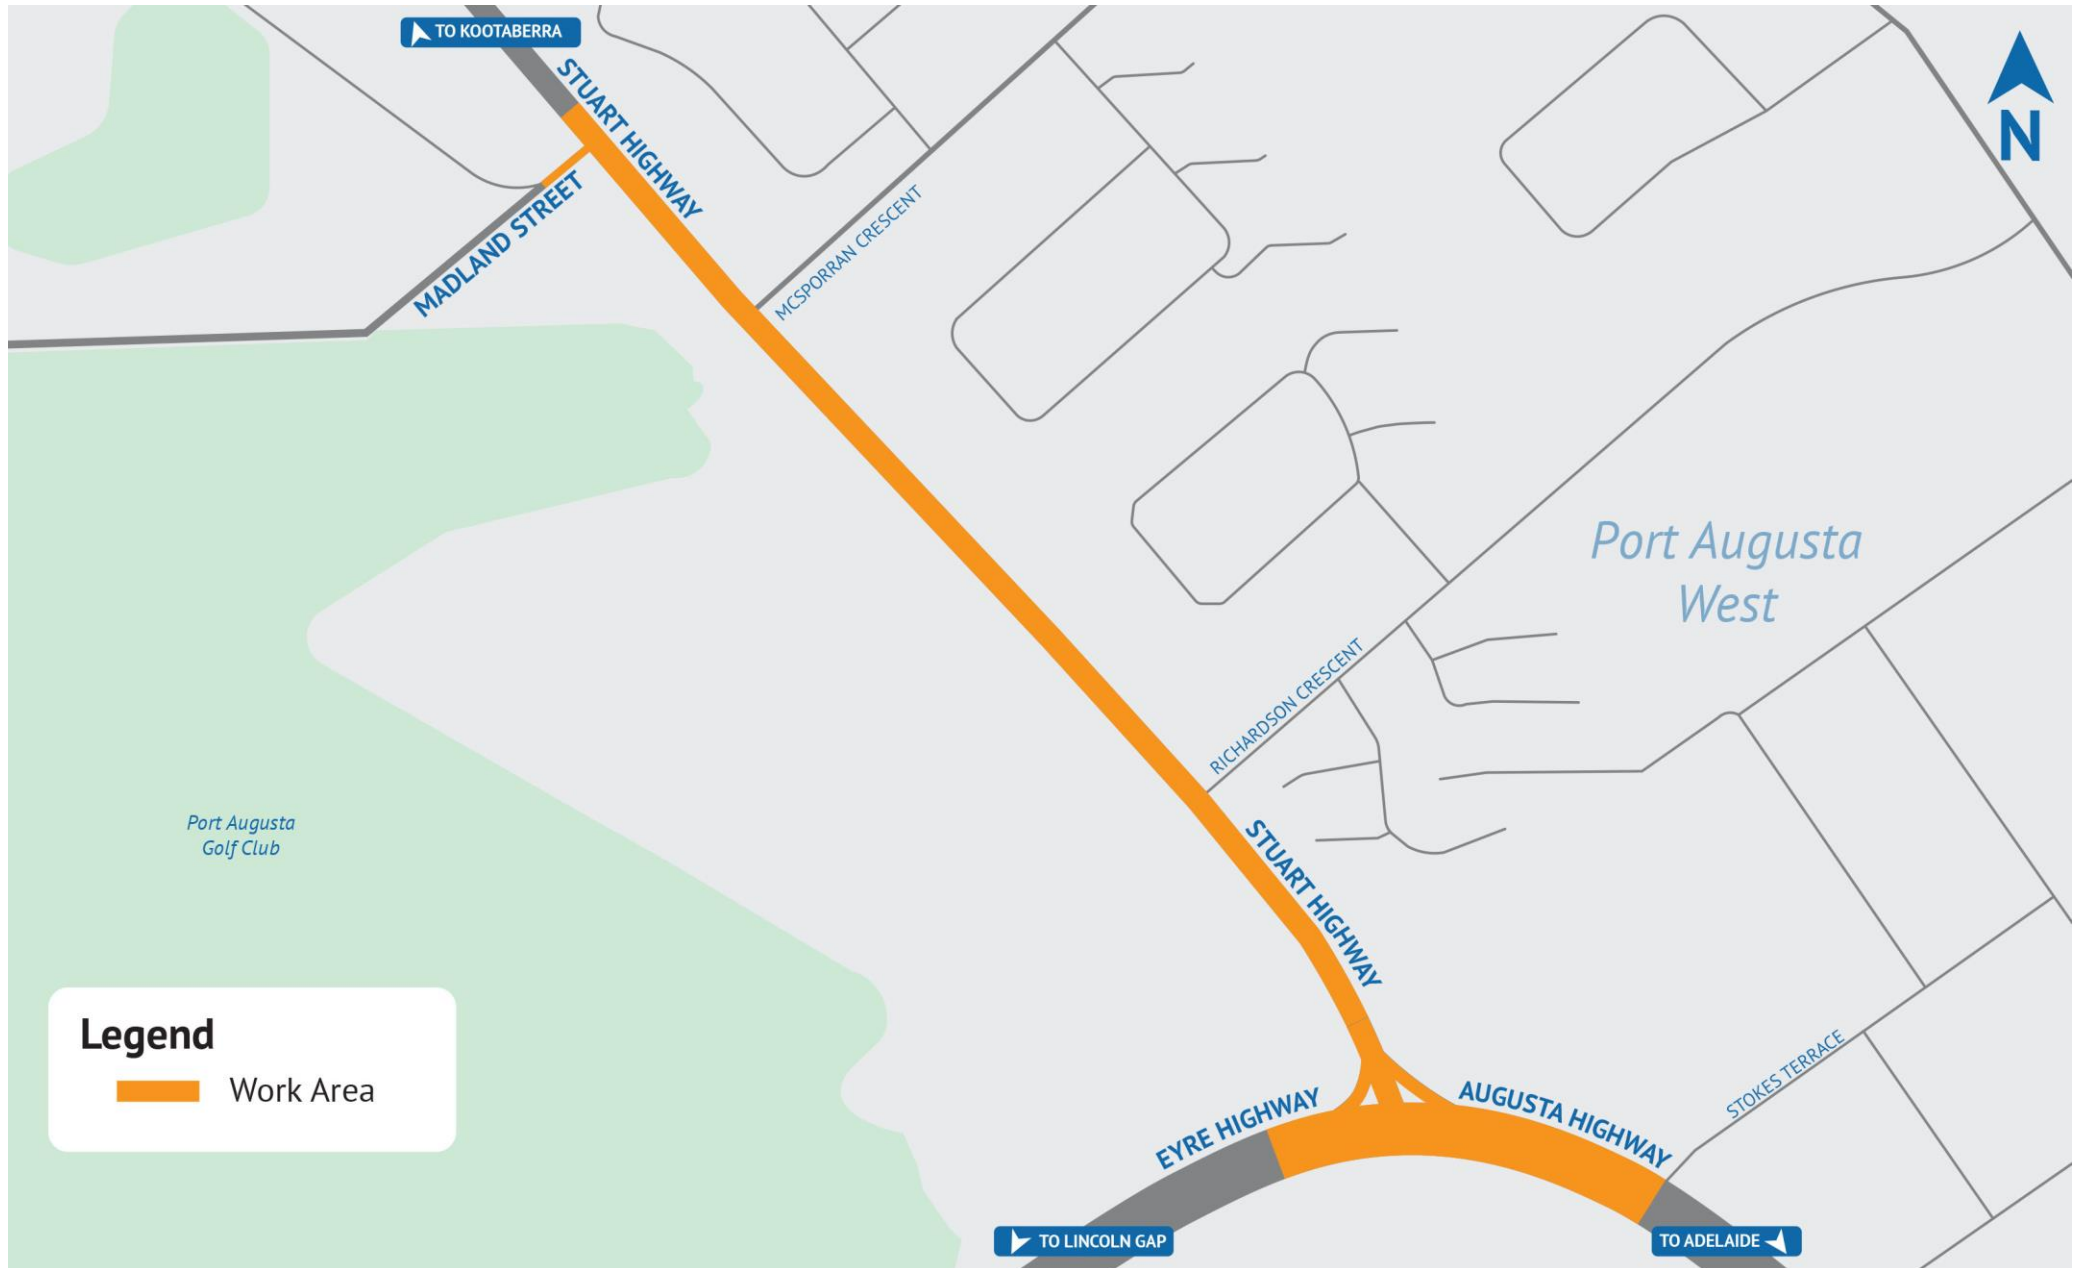 TO KOOTABERRA
STUART HIGHWAY
N
MADLAND STREET
MCSPORRAN CRESCENT
Port Augusta
West
RICHARDSON CRESCENT
Port Augusta
Golf Club
STUART HIGHWAY
Legend
Work Area
STOKES TERRACE
EYRE HIGHWAY
AUGUSTA HIGHWAY
TO LINCOLN GAP
TO ADELAIDE